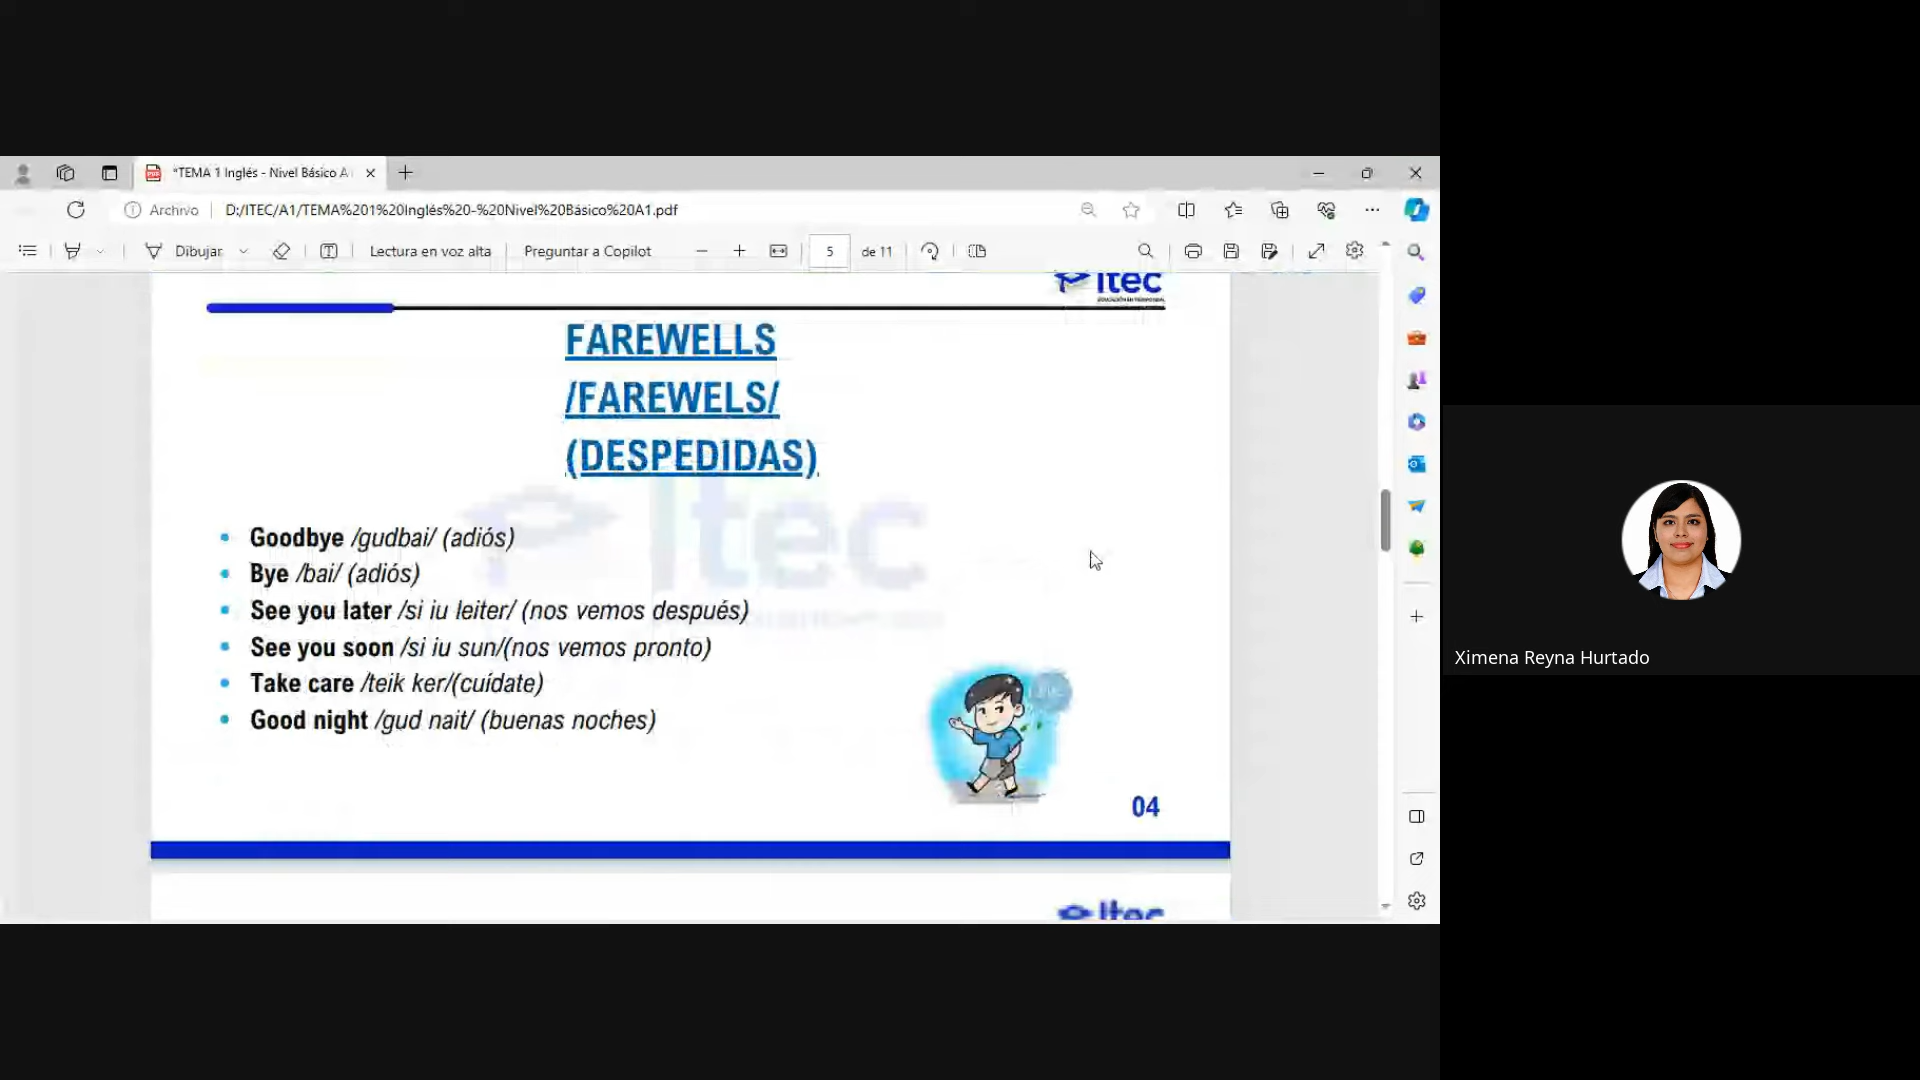 *TEMA 1 Inglés - Nivel Básico A
Archivo D:/ITEC/A1/TEMA%201%20Inglés%20-%20Nivel%20Básico%20A1.pdf
Dibujar Lectura en voz alta Preguntar a Copilot 5 de 11
Itec
FAREWELLS
/FAREWELS/
(DESPEDIDAS)
Itec
• Goodbye /gudbai/ (adiós)
• Bye /bai/ (adiós)
• See you later /si iu leiter/ (nos vemos después)
• See you soon /si iu sun/(nos vemos pronto)
• Take care /teik ker/(cuídate)
• Good night /gud nait/ (buenas noches)
04
Itec
Ximena Reyna Hurtado